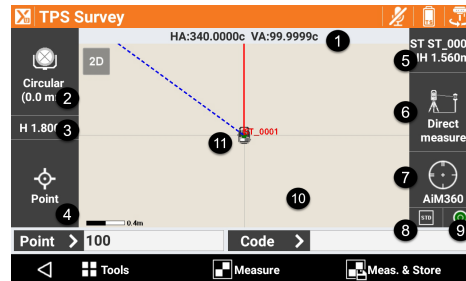 TPS Survey
HA:340.0000c VA:99.9999c
1
2D
Circular
(0.0 m
2
H 1.80
3
Point
4
ST ST_000
5
IH 1.560m
6
Direct
measure
7
AiM360
8
STD
9
10
11
ST_0001
0.4m
Point
100
Code
Tools
Measure
Meas. & Store